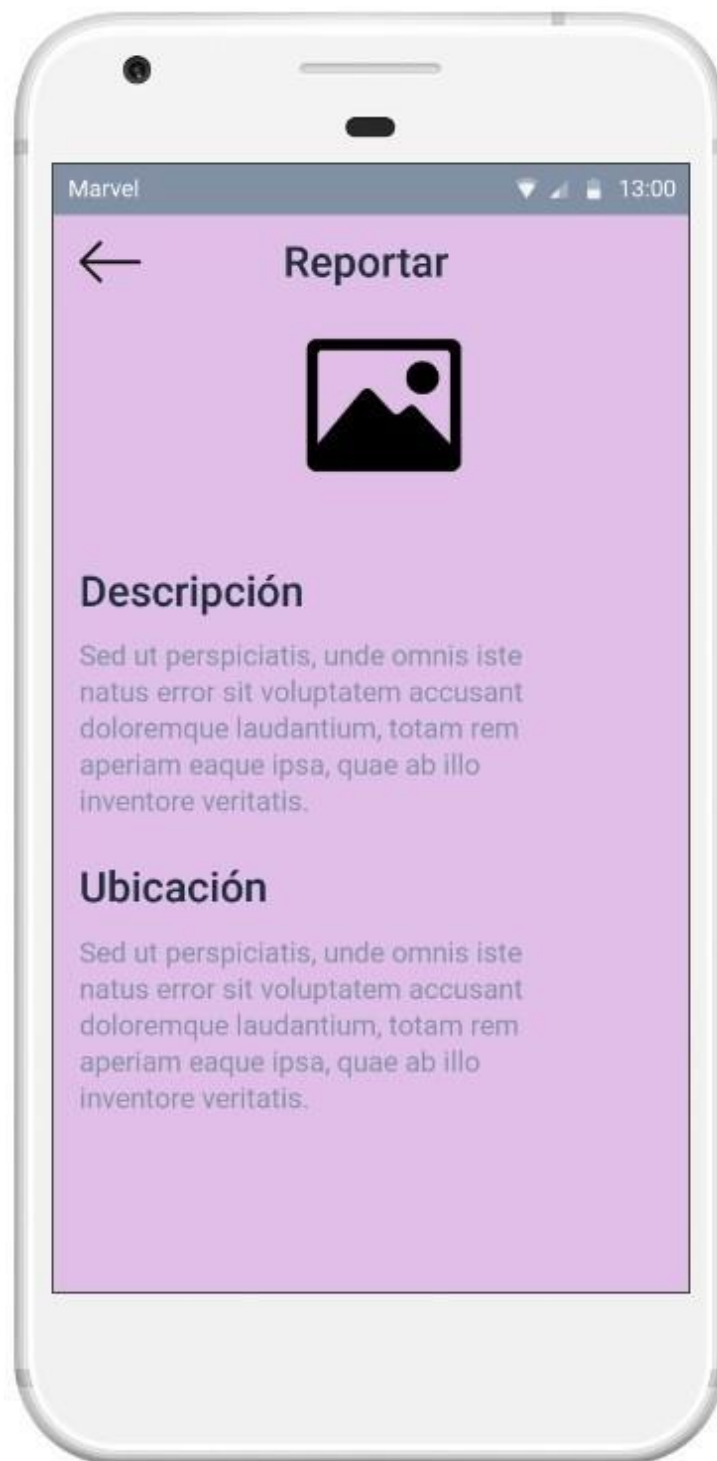 Marvel 13:00
Reportar
Descripción
Sed ut perspiciatis, unde omnis iste
natus error sit voluptatem accusant
doloremque laudantium, totam rem
aperiam eaque ipsa, quae ab illo
inventore veritatis.
Ubicación
Sed ut perspiciatis, unde omnis iste
natus error sit voluptatem accusant
doloremque laudantium, totam rem
aperiam eaque ipsa, quae ab illo
inventore veritatis.